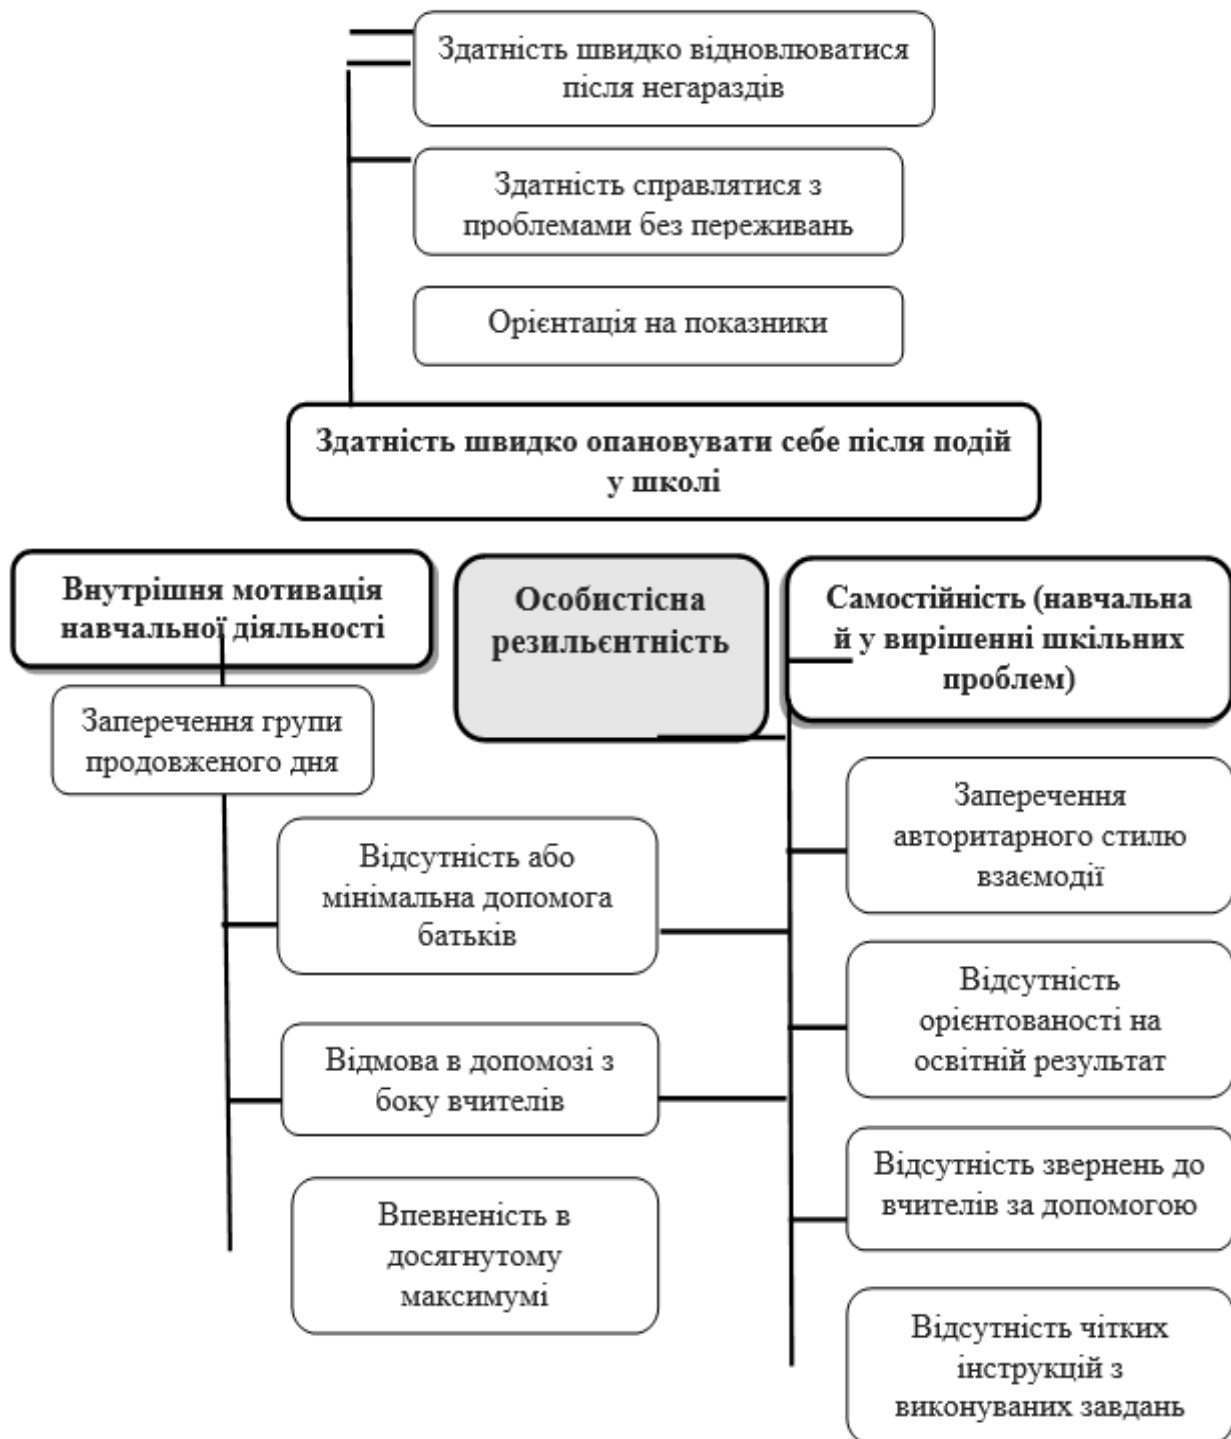 Здатність швидко відновлюватися
після негараздів
Здатність справлятися з
проблемами без переживань
Орієнтація на показники
Здатність швидко опановувати себе після подій
у школі
Внутрішня мотивація
навчальної діяльності
Особистісна
резильєнтність
Самостійність (навчальна
й у вирішенні шкільних
проблем)
Заперечення групи
продовженого дня
Заперечення
авторитарного стилю
взаємодії
Відсутність або
мінімальна допомога
батьків
Відсутність
орієнтованості на
освітній результат
Відмова в допомозі з
боку вчителів
Відсутність звернень до
вчителів за допомогою
Впевненість в
досягнутому
максимумі
Відсутність чітких
інструкцій з
виконуваних завдань